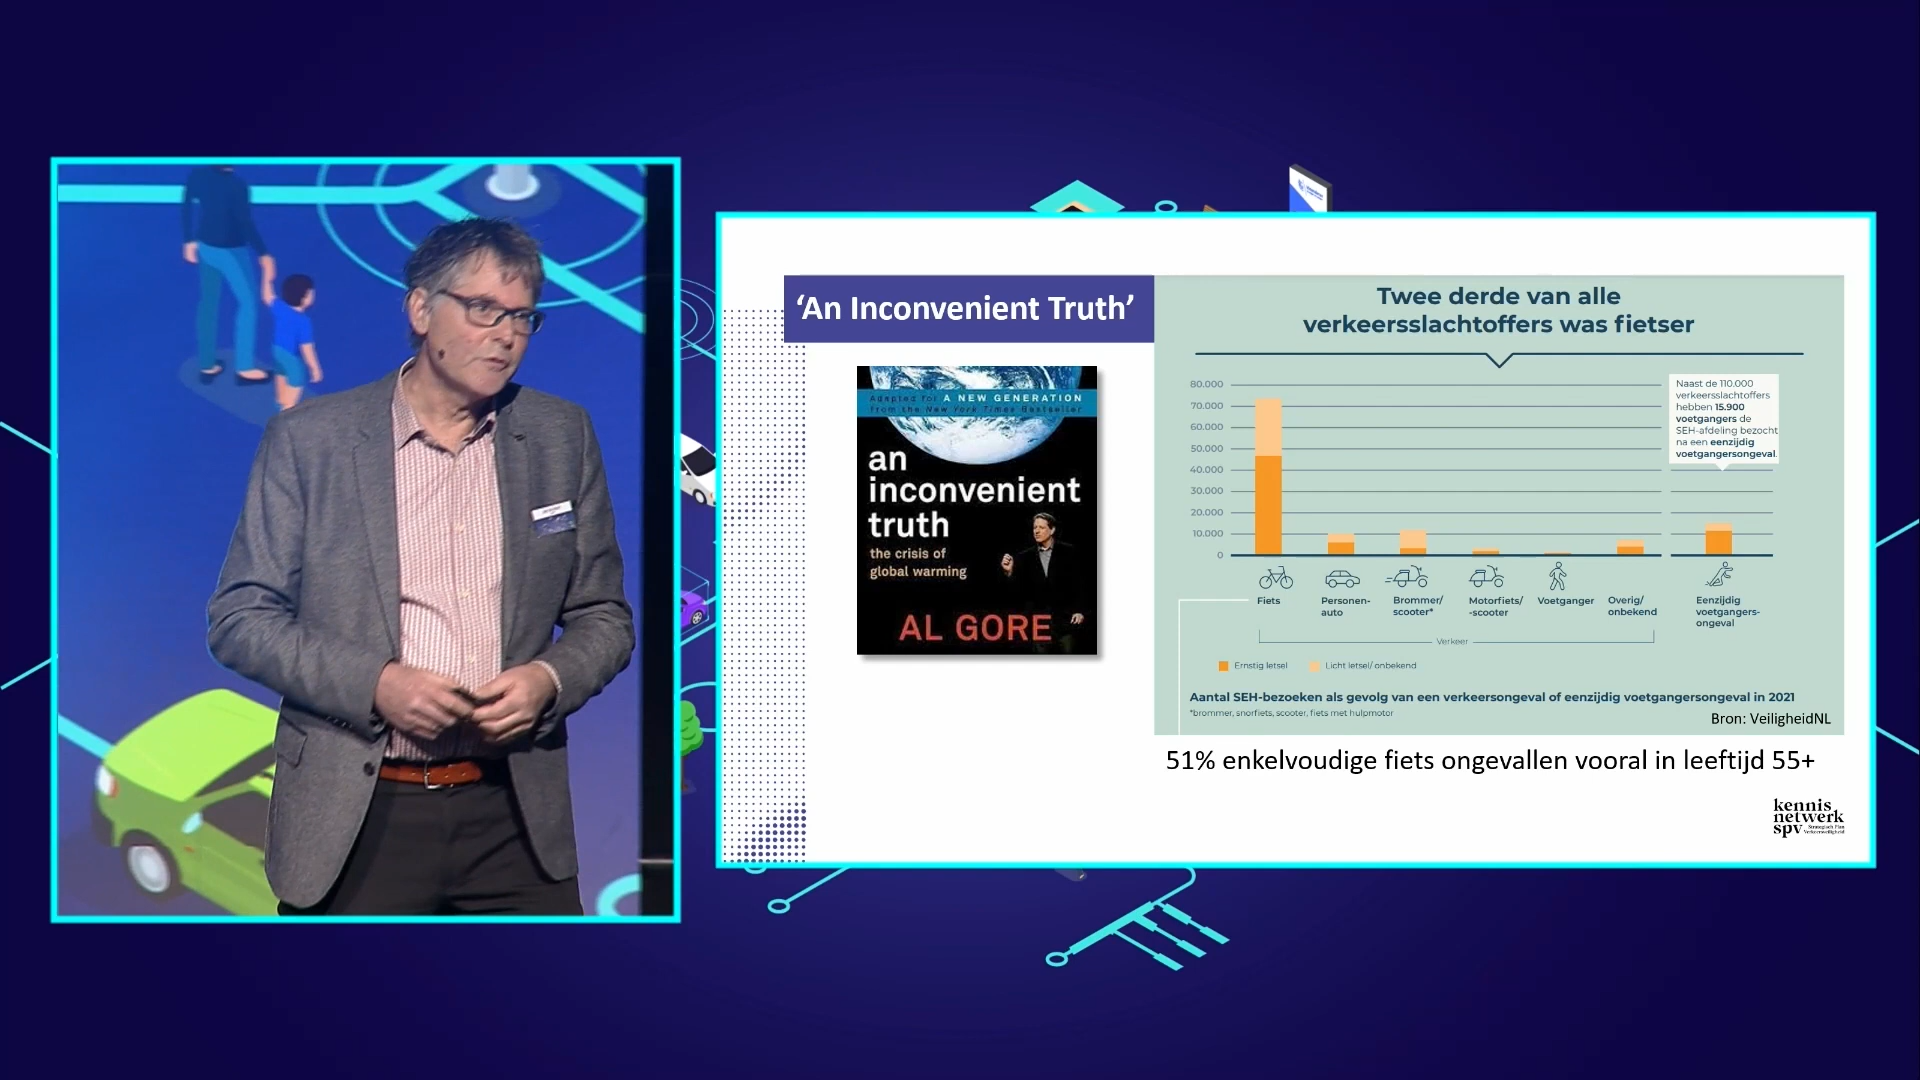 ‘An Inconvenient Truth’
Adapted for A NEW GENERATION
from the New York Times Bestseller
an
inconvenient
truth
the crisis of
global warming
AL GORE
Twee derde van alle
verkeersslachtoffers was fietser
80.000
70.000
60.000
50.000
40.000
30.000
20.000
10.000
0
Naast de 110.000
verkeersslachtoffers
hebben 15.900
voetgangers de
SEH-afdeling bezocht
na een eenzijdig
voetgangersongeval.
Fiets
Personen-
auto
Brommer/
scooter*
Motorfiets/
-scooter
Voetganger
Overig/
onbekend
Eenzijdig
voetgangers-
ongeval
Verkeer
Ernstig letsel
Licht letsel/ onbekend
Aantal SEH-bezoeken als gevolg van een verkeersongeval of eenzijdig voetgangersongeval in 2021
*brommer, snorfiets, scooter, fiets met hulpmotor
Bron: VeiligheidNL
51% enkelvoudige fiets ongevallen vooral in leeftijd 55+
kennis
netwerk
spv Strategisch Plan
Verkeersveiligheid